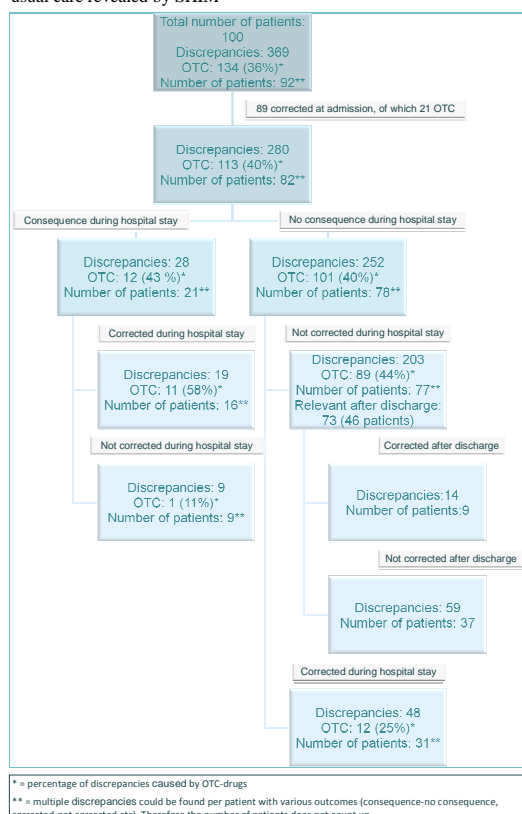 usual care revealed by SHIM
Total number of patients:
100
Discrepancies: 369
OTC: 134 (36%)*
Number of patients: 92**
89 corrected at admission, of which 21 OTC
Discrepancies: 280
OTC: 113 (40%)*
Number of patients: 82**
Consequence during hospital stay
No consequence during hospital stay
Discrepancies: 28
OTC: 12 (43 %)*
Number of patients: 21**
Discrepancies: 252
OTC: 101 (40%)*
Number of patients: 78**
Corrected during hospital stay
Discrepancies: 19
OTC: 11 (58%)*
Number of patients: 16**
Not corrected during hospital stay
Discrepancies: 203
OTC: 89 (44%)*
Number of patients: 77**
Relevant after discharge:
73 (46 patients)
Not corrected during hospital stay
Discrepancies: 9
OTC: 1 (11%)*
Number of patients: 9**
Corrected after discharge
Discrepancies:14
Number of patients:9
Not corrected after discharge
Discrepancies: 59
Number of patients: 37
Corrected during hospital stay
Discrepancies: 48
OTC: 12 (25%)*
Number of patients: 31**
* = percentage of discrepancies caused by OTC-drugs
** = multiple discrepancies could be found per patient with various outcomes (consequence-no consequence,
corrected-not corrected etc). Therefore the number of patients does not count up